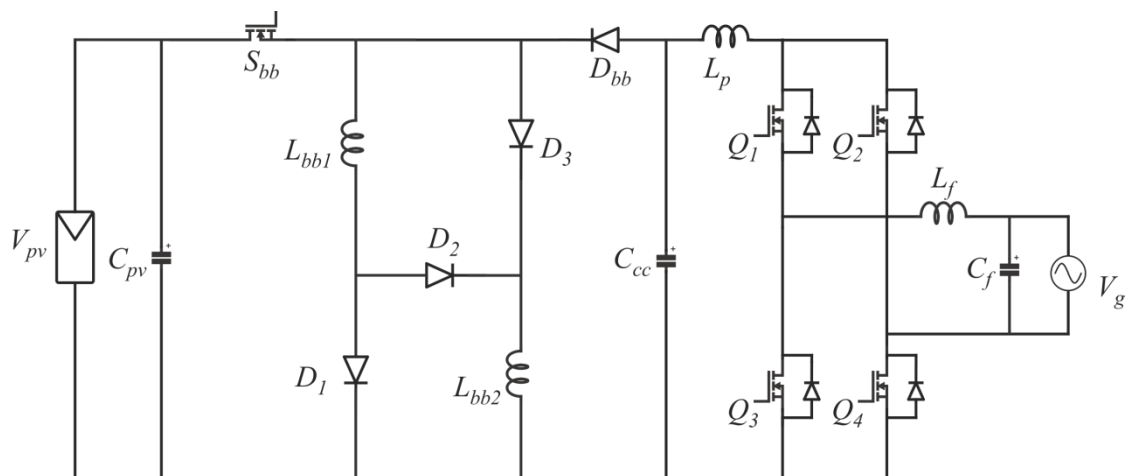 S_bb
D_bb
L_p
L_bb1
D_3
Q_1
Q_2
L_f
V_pv
C_pv
D_2
C_cc
C_f
V_g
D_1
L_bb2
Q_3
Q_4